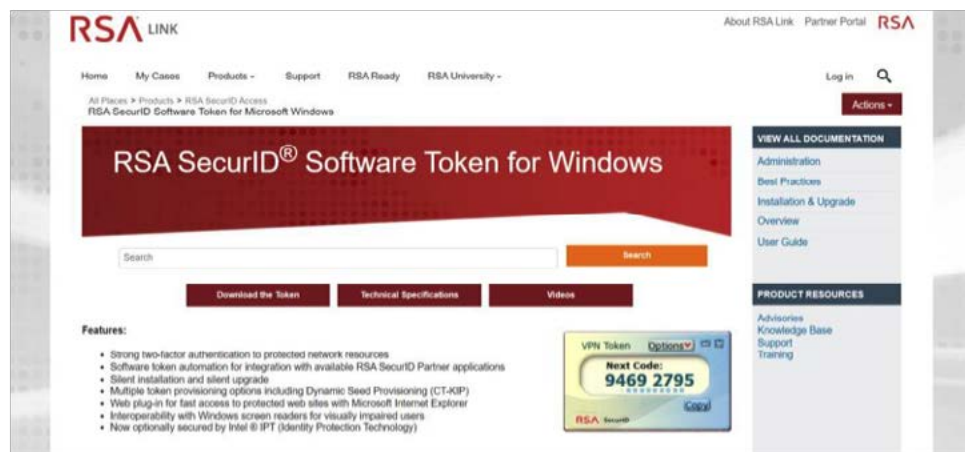 RSA LINK
About RSA Link Partner Portal RSA
Home My Cases Products Support RSA Ready RSA University
Log in
All Places > Products > RSA SecurID Access
RSA SecurID Software Token for Microsoft Windows
Actions
RSA SecurID® Software Token for Windows
VIEW ALL DOCUMENTATION
Administration
Best Practices
Installation & Upgrade
Overview
User Guide
Search
Search
Download the Token
Technical Specifications
Videos
PRODUCT RESOURCES
Advisories
Knowledge Base
Support
Training
Features:
• Strong two-factor authentication to protected network resources
• Software token automation for integration with available RSA SecurID Partner applications
• Silent installation and silent upgrade
• Multiple token provisioning options including Dynamic Seed Provisioning (CT-KIP)
• Web plug-in for fast access to protected web sites with Microsoft Internet Explorer
• Interoperability with Windows screen readers for visually impaired users
• Now optionally secured by Intel ® IPT (Identity Protection Technology)
VPN Token Options
Next Code:
9469 2795
Copy
RSA SecurID